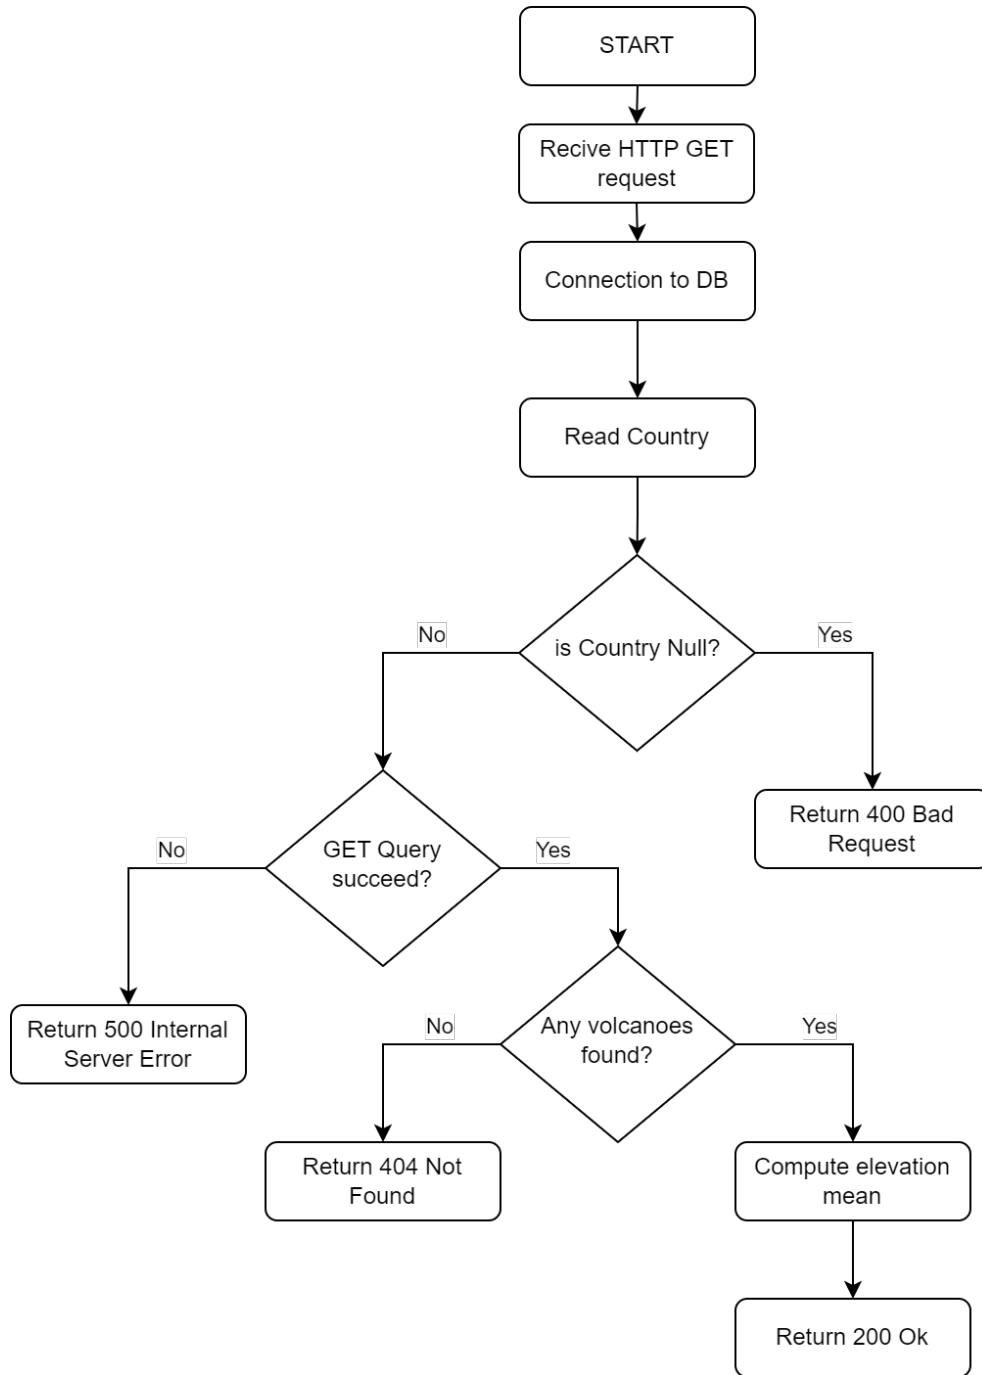 START
Recive HTTP GET
request
Connection to DB
Read Country
is Country Null?
No
Yes
Return 400 Bad
Request
GET Query
succeed?
No
Yes
Return 500 Internal
Server Error
Any volcanoes
found?
No
Yes
Return 404 Not
Found
Compute elevation
mean
Return 200 Ok